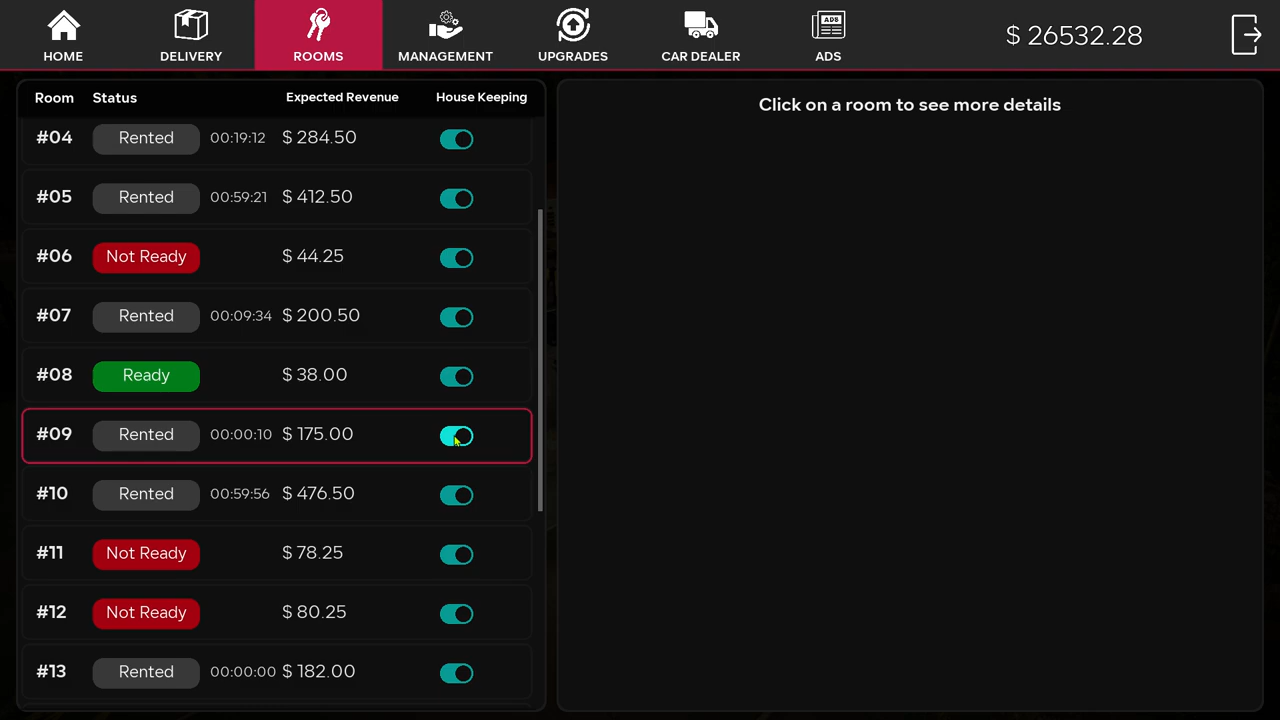 HOME DELIVERY ROOMS MANAGEMENT UPGRADES CAR DEALER ADS ADS $ 26532.28
Room Status Expected Revenue House Keeping
#04 Rented 00:19:12 $ 284.50
#05 Rented 00:59:21 $ 412.50
#06 Not Ready $ 44.25
#07 Rented 00:09:34 $ 200.50
#08 Ready $ 38.00
#09 Rented 00:00:10 $ 175.00
#10 Rented 00:59:56 $ 476.50
#11 Not Ready $ 78.25
#12 Not Ready $ 80.25
#13 Rented 00:00:00 $ 182.00
Click on a room to see more details